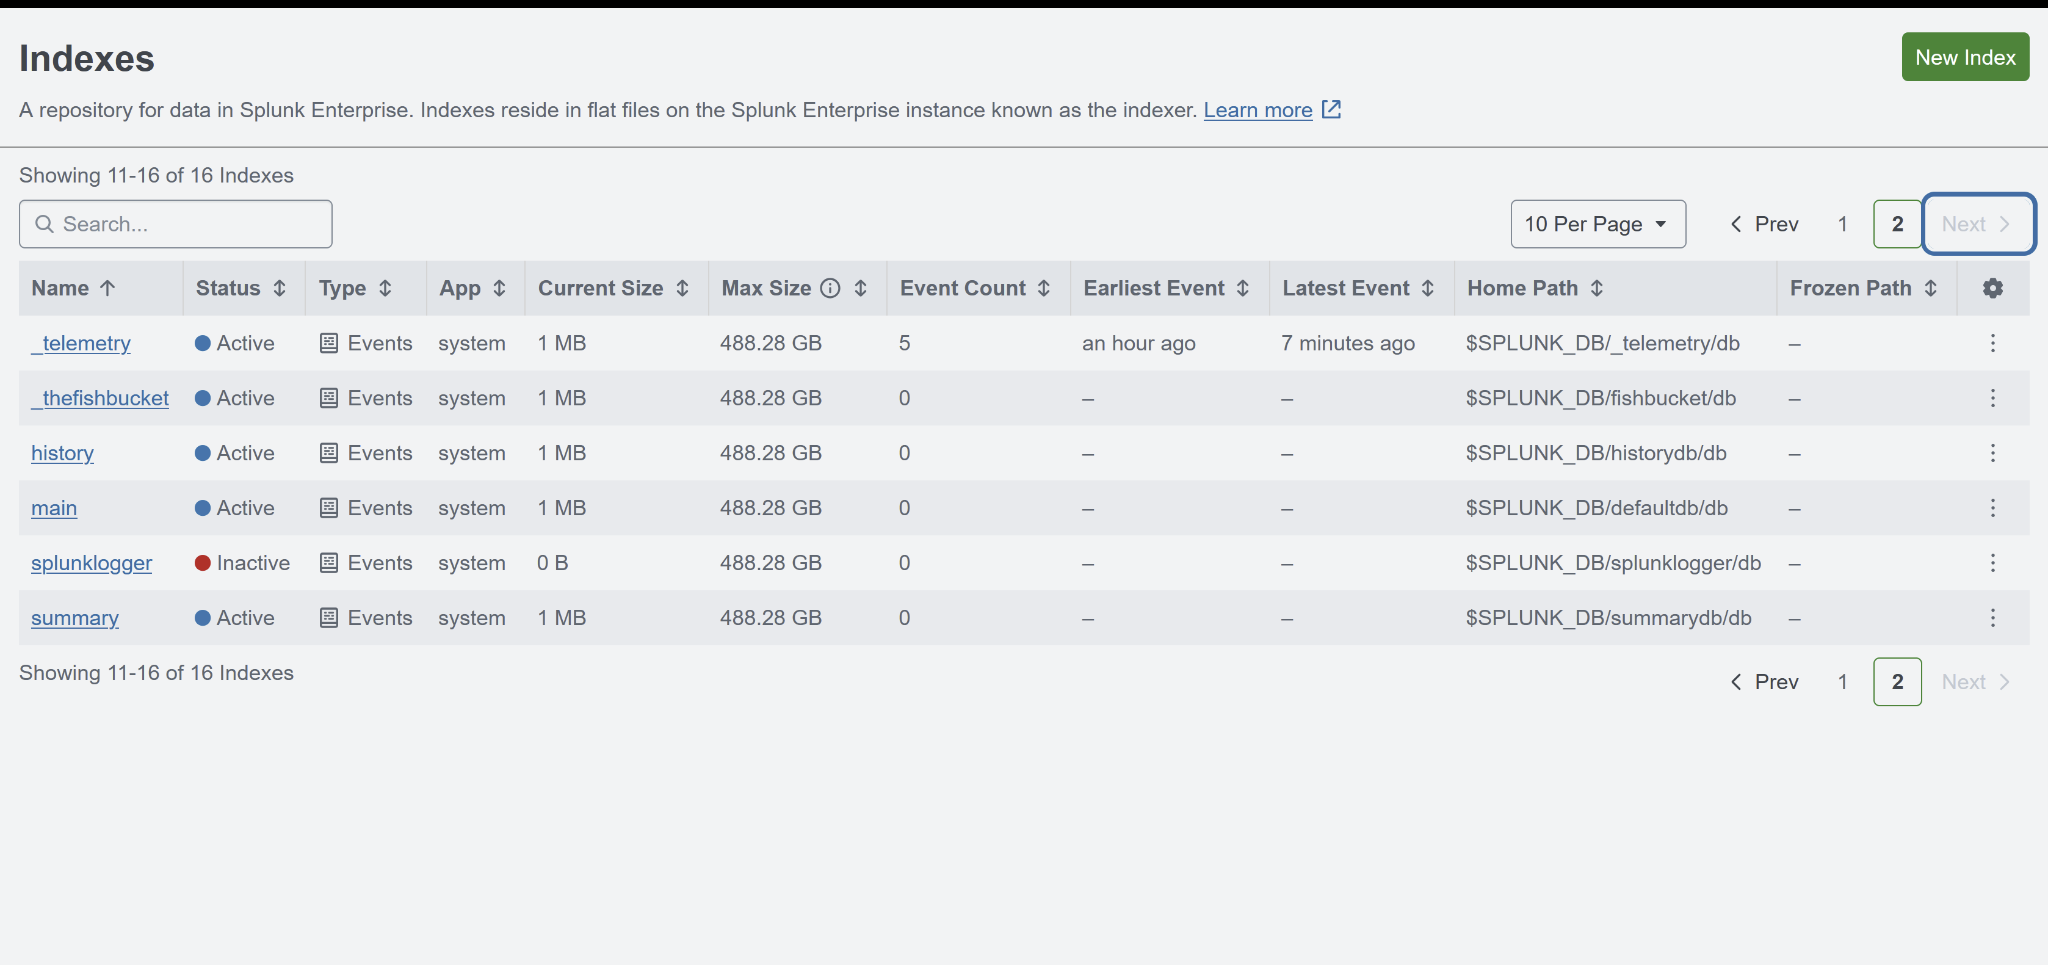 Indexes
New Index
A repository for data in Splunk Enterprise. Indexes reside in flat files on the Splunk Enterprise instance known as the indexer. Learn more
Showing 11-16 of 16 Indexes
Search...
10 Per Page Prev 1 2 Next
Name Status Type App Current Size Max Size Event Count Earliest Event Latest Event Home Path Frozen Path
_telemetry Active Events system 1 MB 488.28 GB 5 an hour ago 7 minutes ago $SPLUNK_DB/_telemetry/db –
_thefishbucket Active Events system 1 MB 488.28 GB 0 – – $SPLUNK_DB/fishbucket/db –
history Active Events system 1 MB 488.28 GB 0 – – $SPLUNK_DB/historydb/db –
main Active Events system 1 MB 488.28 GB 0 – – $SPLUNK_DB/defaultdb/db –
splunklogger Inactive Events system 0 B 488.28 GB 0 – – $SPLUNK_DB/splunklogger/db –
summary Active Events system 1 MB 488.28 GB 0 – – $SPLUNK_DB/summarydb/db –
Showing 11-16 of 16 Indexes
Prev 1 2 Next